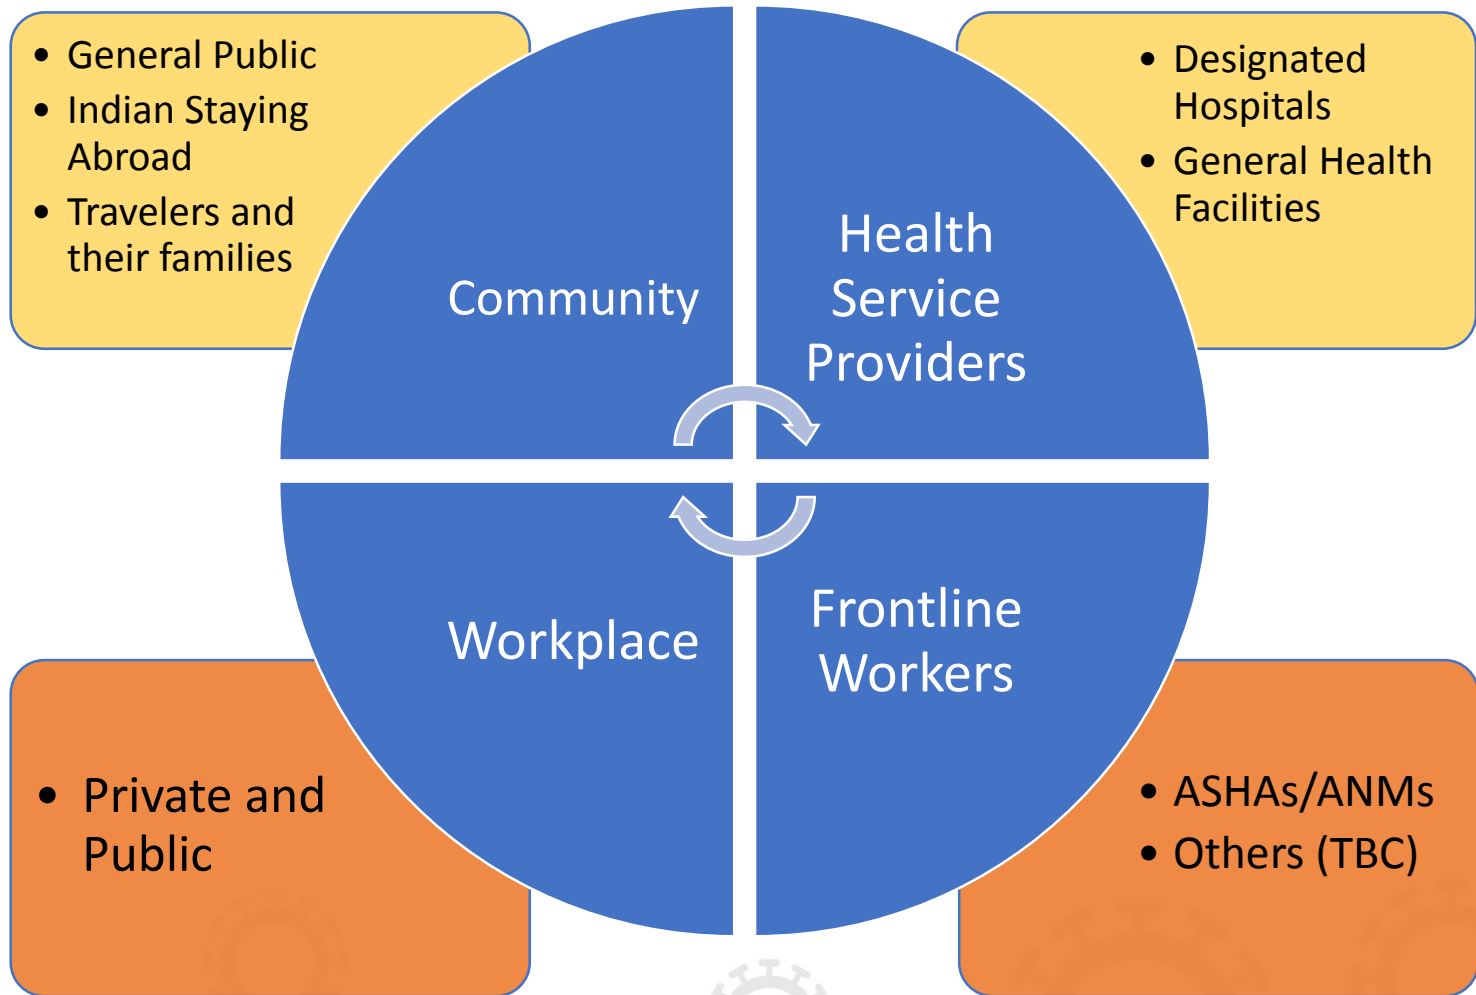 • General Public
• Indian Staying
Abroad
• Travelers and
their families
Community
Health
Service
Providers
• Designated
Hospitals
• General Health
Facilities
Workplace
• Private and
Public
Frontline
Workers
• ASHAs/ANMs
• Others (TBC)